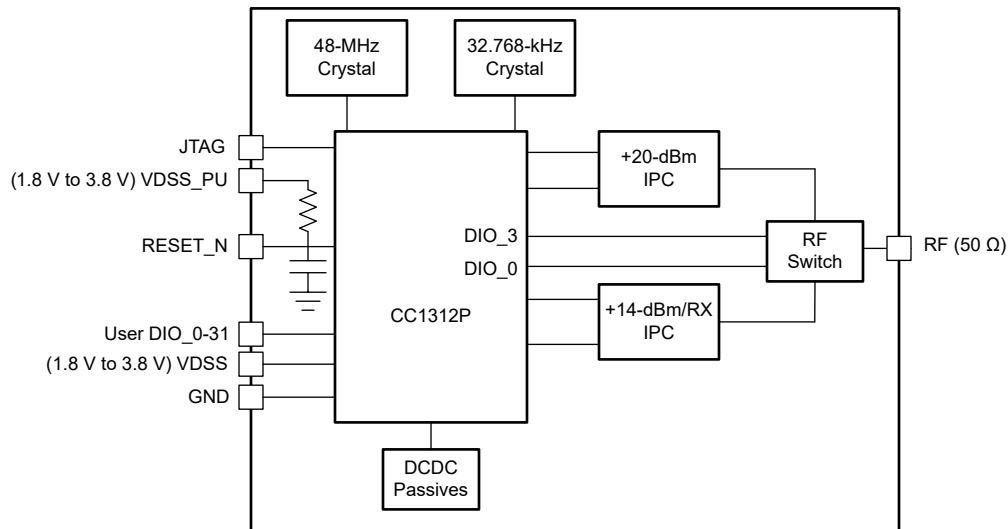 48-MHz
Crystal
32.768-kHz
Crystal
JTAG
(1.8 V to 3.8 V) VDSS_PU
RESET_N
User DIO_0-31
(1.8 V to 3.8 V) VDSS
GND
CC1312P
DIO_3
DIO_0
+20-dBm
IPC
+14-dBm/RX
IPC
RF
Switch
RF (50 Ω)
DCDC
Passives